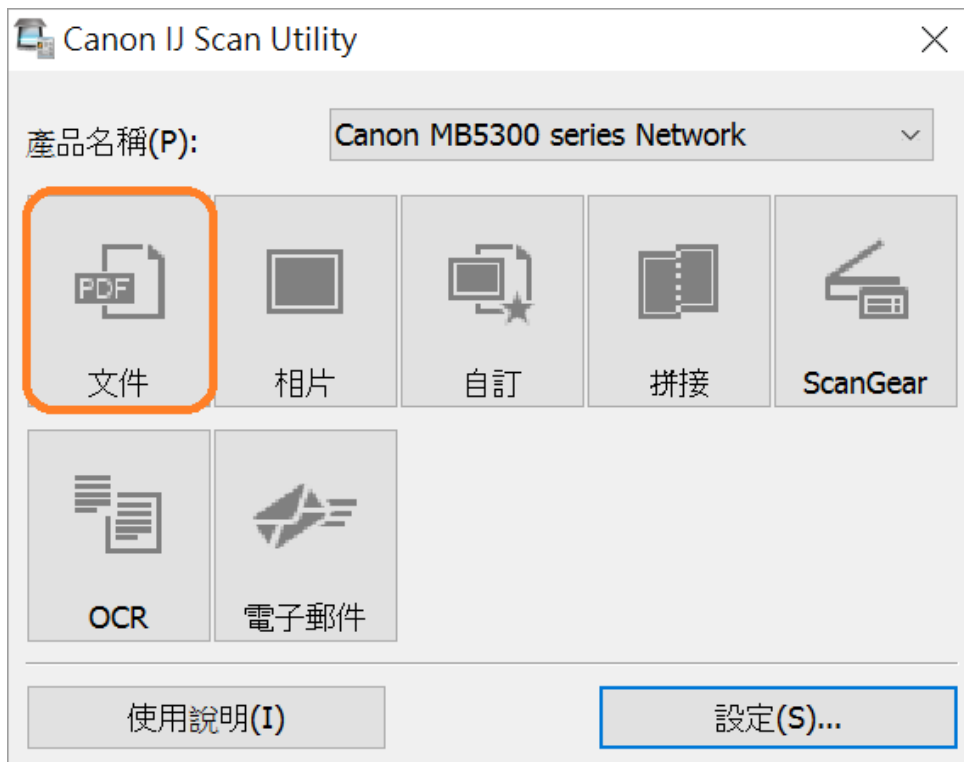 Canon IJ Scan Utility
產品名稱(P):
Canon MB5300 series Network
PDF
文件
相片
自訂
拼接
ScanGear
OCR
電子郵件
使用說明(I)
設定(S)...